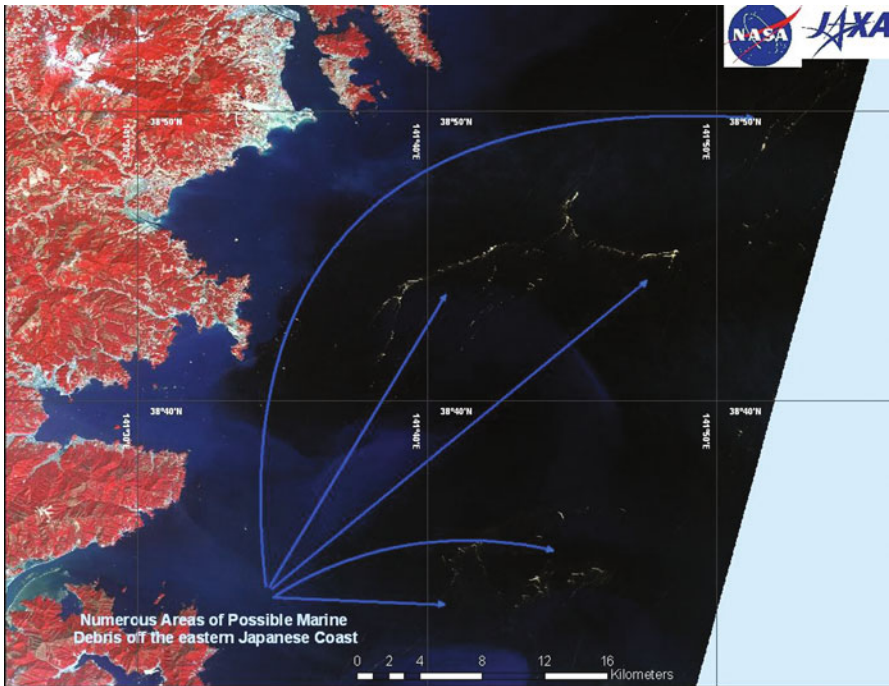 NASA JAXA
38°50'N 38°50'N 38°50'N
141°30'E 141°40'E 141°50'E
38°40'N 38°40'N 38°40'N
141°30'E 141°40'E 141°50'E
Numerous Areas of Possible Marine
Debris off the eastern Japanese Coast
0 2 4 8 12 16
Kilometers